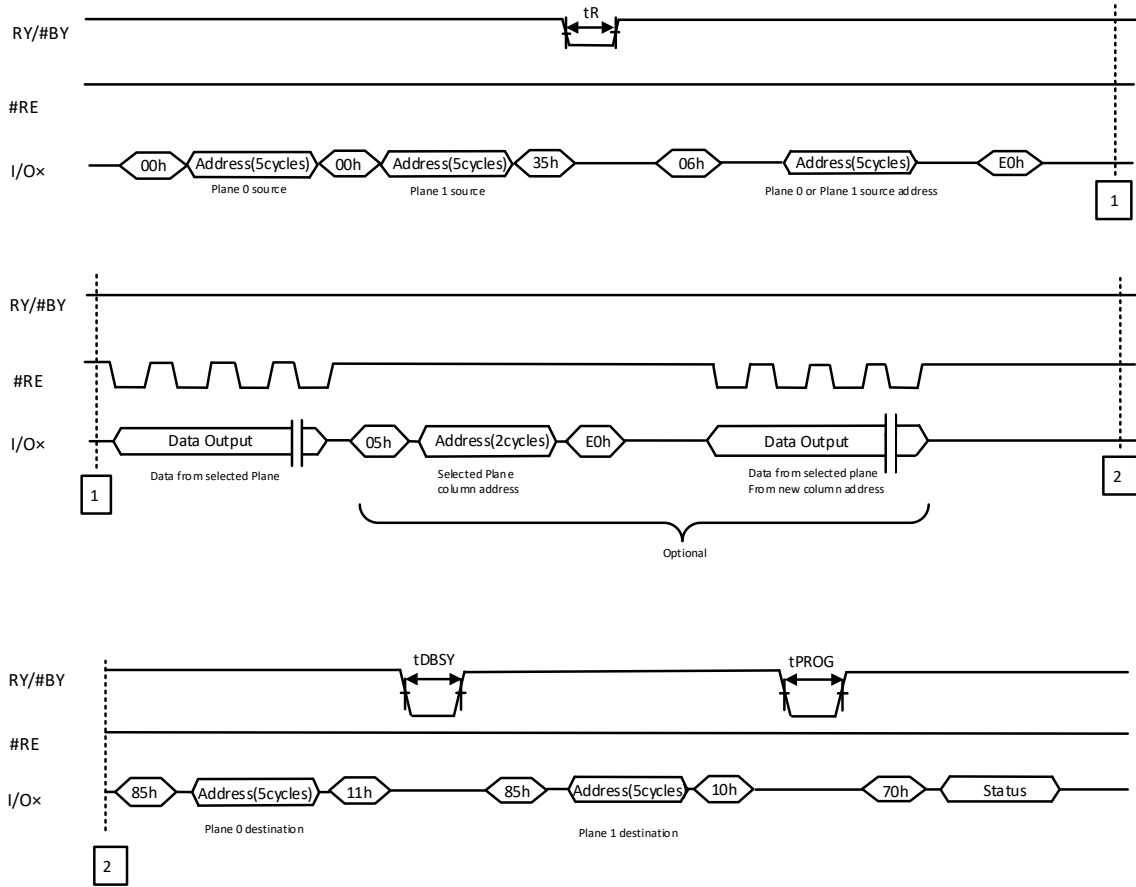 tR
RY/#BY
#RE
I/O×
00h Address(5cycles) 00h Address(5cycles) 35h 06h Address(5cycles) E0h
Plane 0 source Plane 1 source Plane 0 or Plane 1 source address
1
RY/#BY
#RE
I/O×
Data Output 05h Address(2cycles) E0h Data Output
Data from selected Plane
Selected Plane
column address
Data from selected plane
From new column address
1
2
Optional
tDBSY tPROG
RY/#BY
#RE
I/O×
85h Address(5cycles) 11h 85h Address(5cycles) 10h 70h Status
Plane 0 destination Plane 1 destination
2